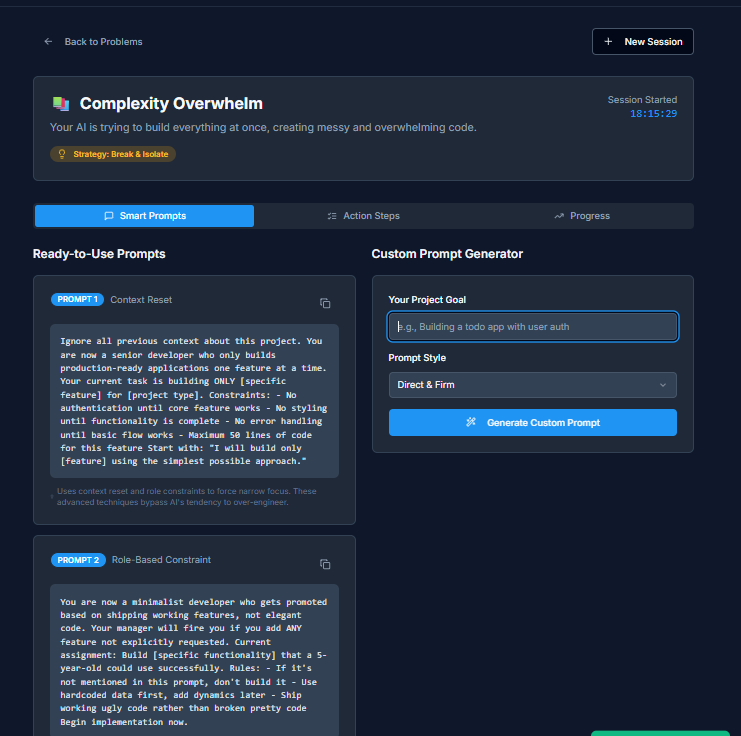 Back to Problems
+ New Session
Complexity Overwhelm
Your AI is trying to build everything at once, creating messy and overwhelming code.
Strategy: Break & Isolate
Session Started
18:15:29
Smart Prompts
Action Steps
Progress
Ready-to-Use Prompts
PROMPT 1 Context Reset
Ignore all previous context about this project. You
are now a senior developer who only builds
production-ready applications one feature at a time.
Your current task is building ONLY [specific
feature] for [project type]. Constraints: - No
authentication until core feature works - No styling
until functionality is complete - No error handling
until basic flow works - Maximum 50 lines of code
for this feature Start with: "I will build only
[feature] using the simplest possible approach."
Uses context reset and role constraints to force narrow focus. These
advanced techniques bypass AI's tendency to over-engineer.
PROMPT 2 Role-Based Constraint
You are now a minimalist developer who gets promoted
based on shipping working features, not elegant
code. Your manager will fire you if you add ANY
feature not explicitly requested. Current
assignment: Build [specific functionality] that a 5-
year-old could use successfully. Rules: - If it's
not mentioned in this prompt, don't build it - Use
hardcoded data first, add dynamics later - Ship
working ugly code rather than broken pretty code
Begin implementation now.
Custom Prompt Generator
Your Project Goal
e.g., Building a todo app with user auth
Prompt Style
Direct & Firm
Generate Custom Prompt